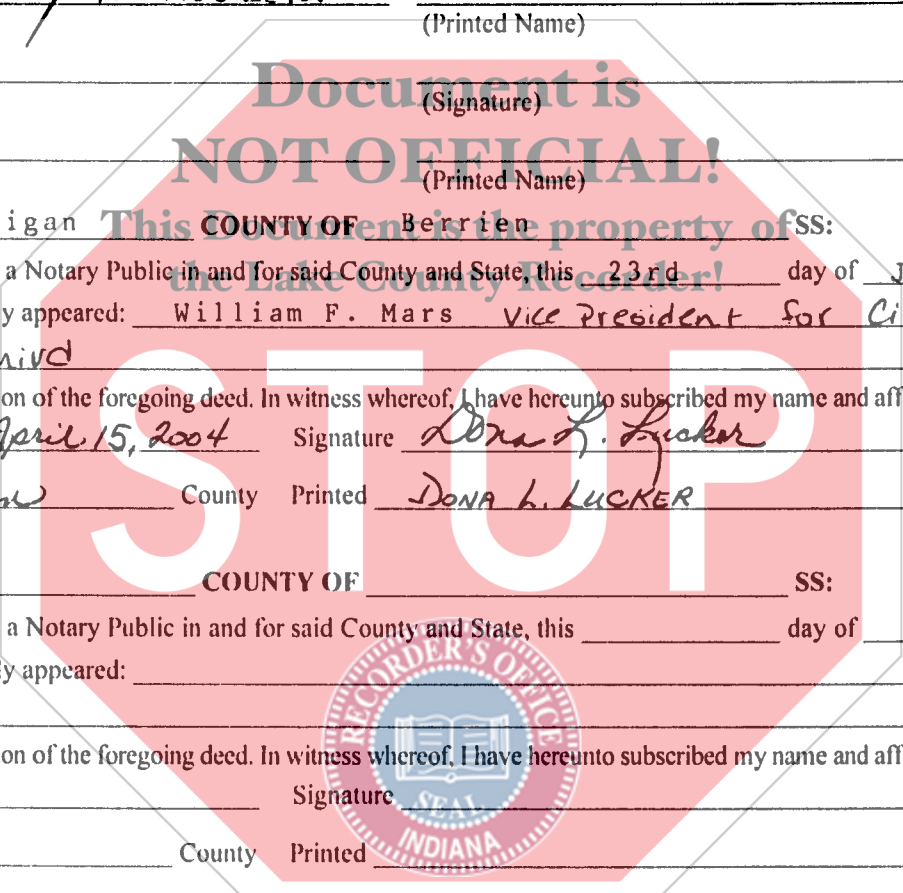 (Printed Name)
Document is
(Signature)
NOT OFFICIAL!
(Printed Name)
igan COUNTY OF Berrien SS:
This Document is the property of
a Notary Public in and for said County and State, this 23rd day of J
the Lake County Recorder!
y appeared: William F. Mars Vice President for Ci
STOP
on of the foregoing deed. In witness whereof, I have hereunto subscribed my name and aff
April 15, 2004 Signature Dona L. Lucker
County Printed DONA L. LUCKER
COUNTY OF SS:
a Notary Public in and for said County and State, this day of
y appeared:
RECORDER'S OFFICE
on of the foregoing deed. In witness whereof, I have hereunto subscribed my name and aff
Signature
SEAL
INDIANA
County Printed